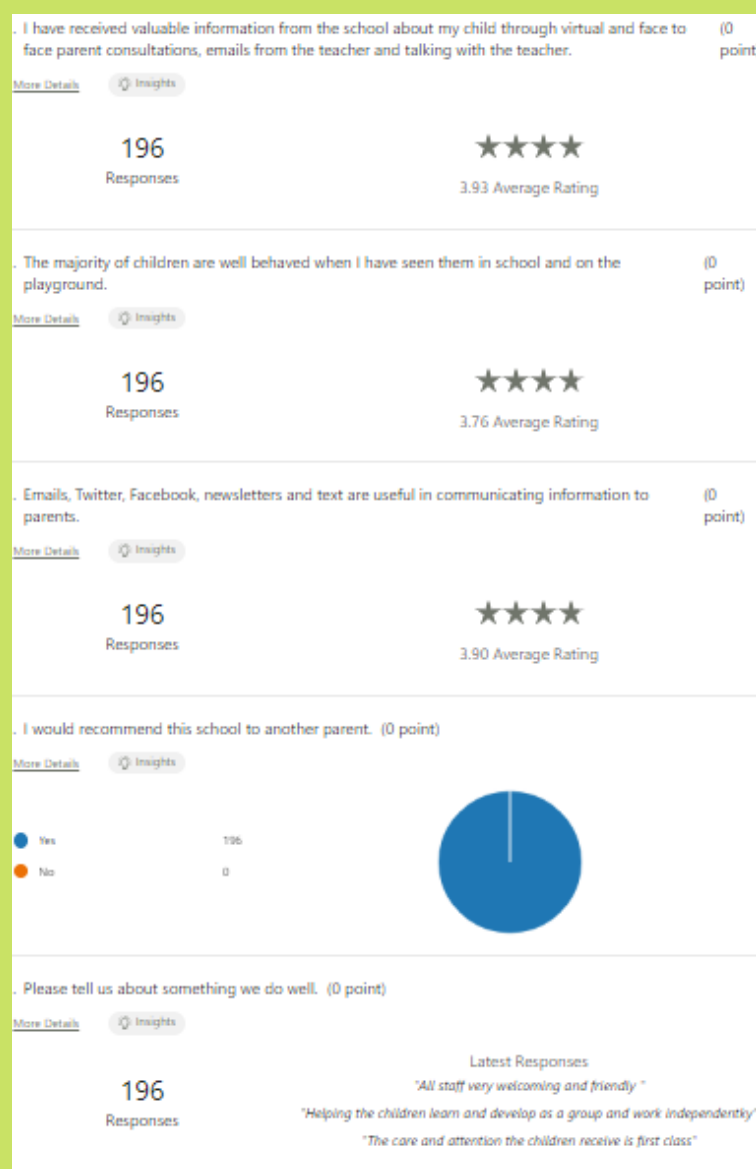 . I have received valuable information from the school about my child through virtual and face to (0
face parent consultations, emails from the teacher and talking with the teacher. point
More Details Insights
196
Responses
3.93 Average Rating
. The majority of children are well behaved when I have seen them in school and on the (0
playground. point)
More Details Insights
196
Responses
3.76 Average Rating
. Emails, Twitter, Facebook, newsletters and text are useful in communicating information to (0
parents. point)
More Details Insights
196
Responses
3.90 Average Rating
. I would recommend this school to another parent. (0 point)
More Details Insights
Yes 196
No 0
. Please tell us about something we do well. (0 point)
More Details Insights
196
Responses
Latest Responses
"All staff very welcoming and friendly "
"Helping the children learn and develop as a group and work independently"
"The care and attention the children receive is first class"